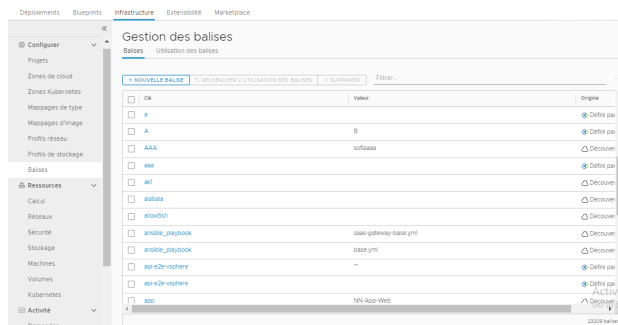 Déploiements Blueprints Infrastructure Extensibilité Marketplace
«
Configurer
Projets
Zones de cloud
Zones Kubernetes
Mappages de type
Mappages d'image
Profils réseau
Profils de stockage
Balises
Ressources
Calcul
Réseaux
Sécurité
Stockage
Machines
Volumes
Kubernetes
Activité
Gestion des balises
Balises Utilisation des balises
+ NOUVELLE BALISE RECHERCHER L'UTILISATION DES BALISES × SUPPRIMER Filtrer...
Clé Valeur Origine
a Défini par
A B Défini par
AAA sofiaaaa Découver
aaa Défini par
ak1 Découver
alabala Découver
allowSsh Découver
ansible_playbook saas-gateway-base.yml Découver
ansible_playbook base.yml Découver
api-e2e-vsphere "" Défini par
api-e2e-vsphere Défini par
app NN-App-Web Découver
Activ
23209 balises